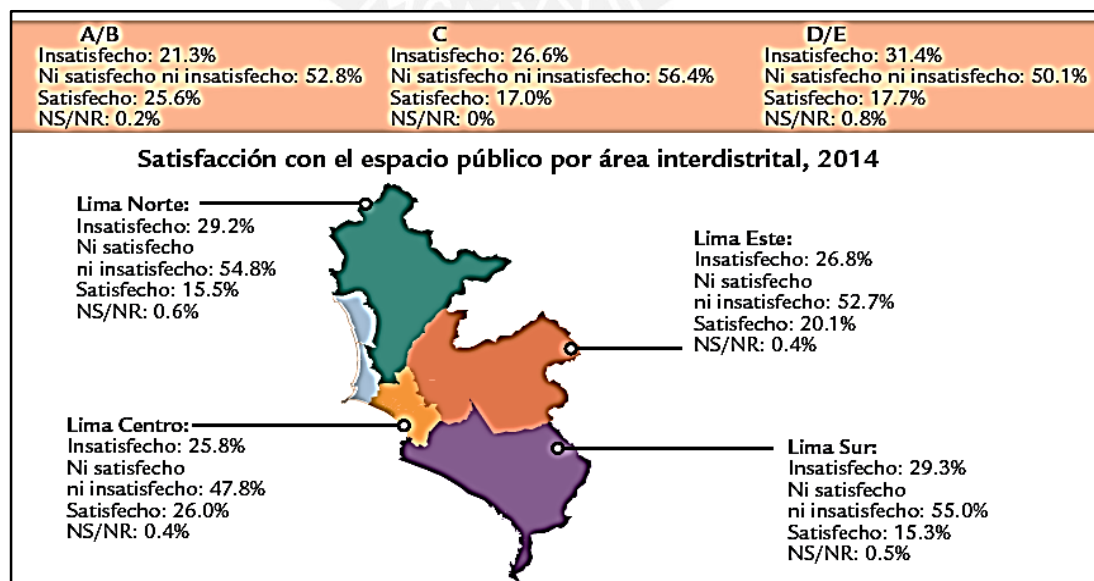 A/B
Insatisfecho: 21.3%
Ni satisfecho ni insatisfecho: 52.8%
Satisfecho: 25.6%
NS/NR: 0.2%
C
Insatisfecho: 26.6%
Ni satisfecho ni insatisfecho: 56.4%
Satisfecho: 17.0%
NS/NR: 0%
D/E
Insatisfecho: 31.4%
Ni satisfecho ni insatisfecho: 50.1%
Satisfecho: 17.7%
NS/NR: 0.8%
Satisfacción con el espacio público por área interdistrital, 2014
Lima Norte:
Insatisfecho: 29.2%
Ni satisfecho
ni insatisfecho: 54.8%
Satisfecho: 15.5%
NS/NR: 0.6%
Lima Este:
Insatisfecho: 26.8%
Ni satisfecho
ni insatisfecho: 52.7%
Satisfecho: 20.1%
NS/NR: 0.4%
Lima Centro:
Insatisfecho: 25.8%
Ni satisfecho
ni insatisfecho: 47.8%
Satisfecho: 26.0%
NS/NR: 0.4%
Lima Sur:
Insatisfecho: 29.3%
Ni satisfecho
ni insatisfecho: 55.0%
Satisfecho: 15.3%
NS/NR: 0.5%